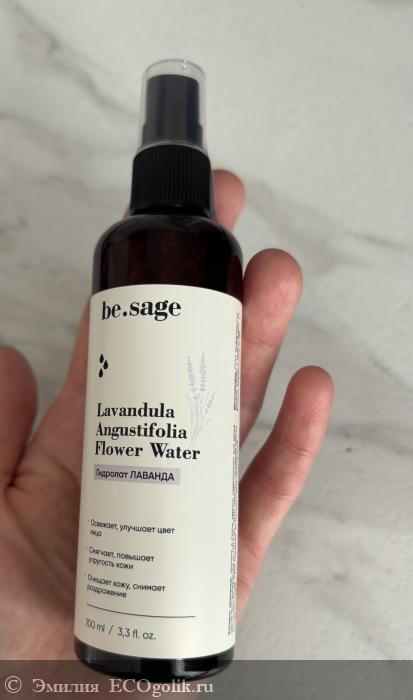 be.sage
Lavandula
Angustifolia
Flower Water
Гидролат ЛАВАНДА
· Освежает, улучшает цвет
лица
· Смягчает, повышает
упругость кожи
· Очищает кожу, снимает
раздражение
100 ml / 3,3 fl. oz.
© Эмилия ECOgolik.ru